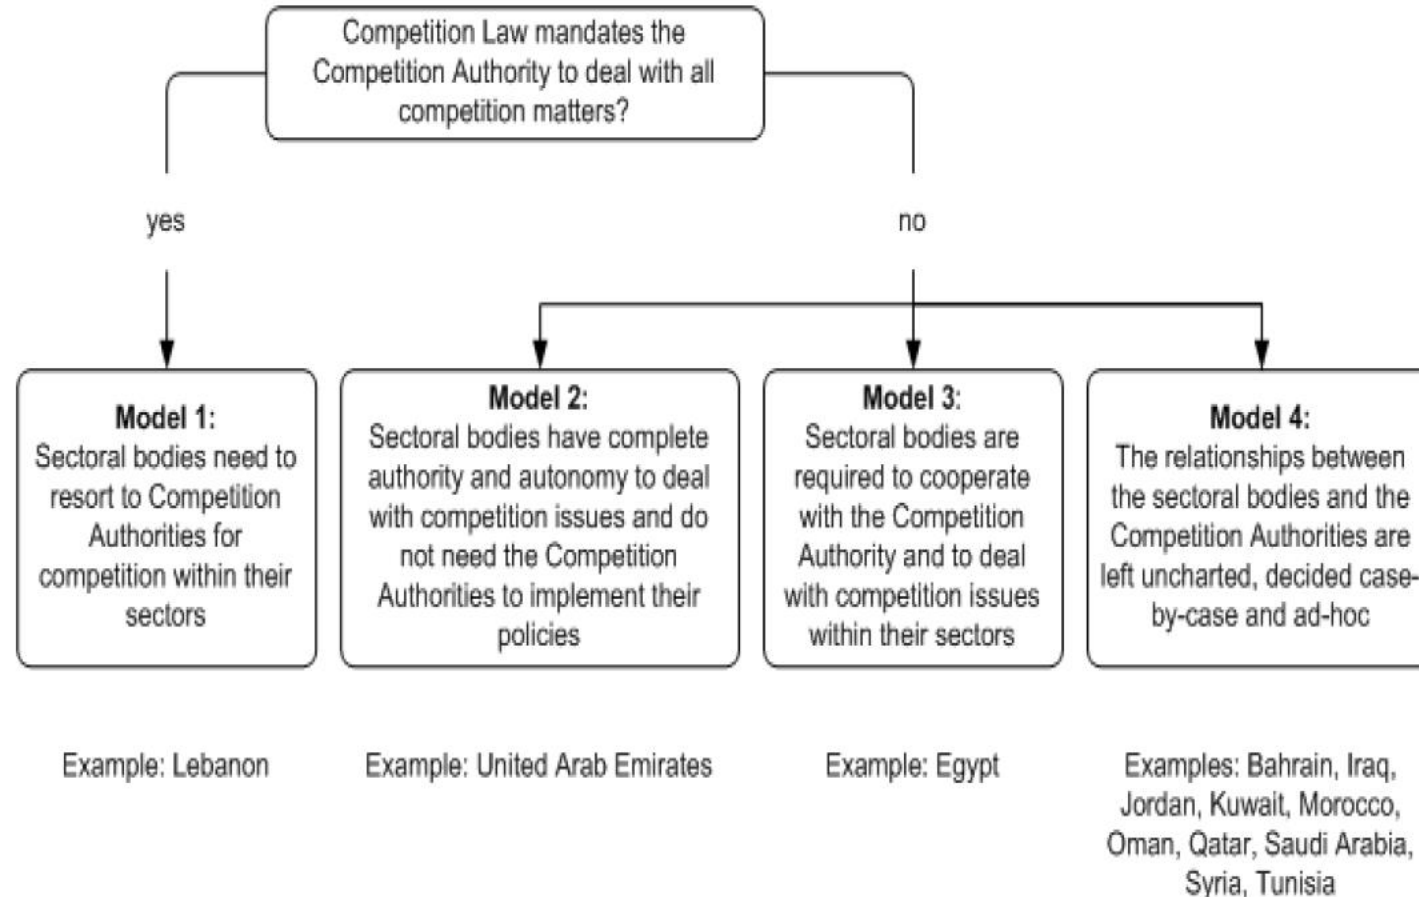 Competition Law mandates the
Competition Authority to deal with all
competition matters?
yes
no
Model 1:
Sectoral bodies need to
resort to Competition
Authorities for
competition within their
sectors
Model 2:
Sectoral bodies have complete
authority and autonomy to deal
with competition issues and do
not need the Competition
Authorities to implement their
policies
Model 3:
Sectoral bodies are
required to cooperate
with the Competition
Authority and to deal
with competition issues
within their sectors
Model 4:
The relationships between
the sectoral bodies and the
Competition Authorities are
left uncharted, decided case-
by-case and ad-hoc
Example: Lebanon
Example: United Arab Emirates
Example: Egypt
Examples: Bahrain, Iraq,
Jordan, Kuwait, Morocco,
Oman, Qatar, Saudi Arabia,
Syria, Tunisia